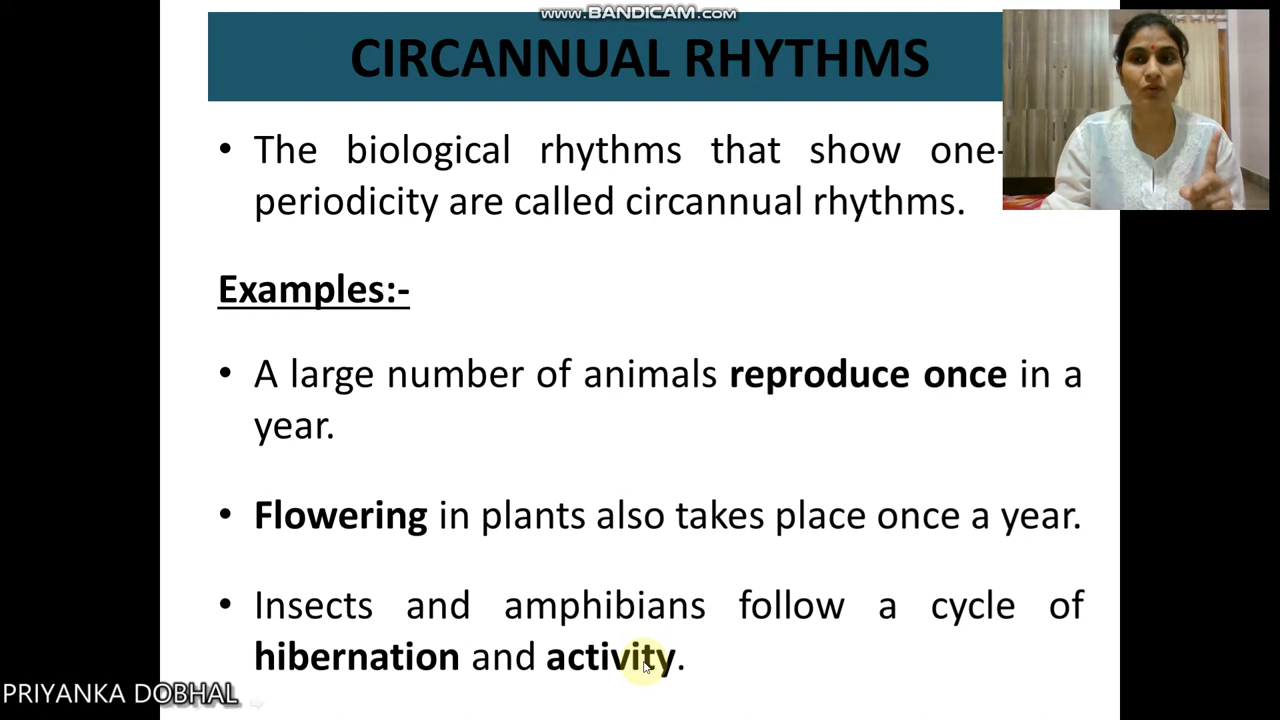 WWW.BANDICAM.COM
CIRCANNUAL RHYTHMS
• The biological rhythms that show one-
periodicity are called circannual rhythms.
Examples:-
• A large number of animals reproduce once in a
year.
• Flowering in plants also takes place once a year.
• Insects and amphibians follow a cycle of
hibernation and activity.
PRIYANKA DOBHAL